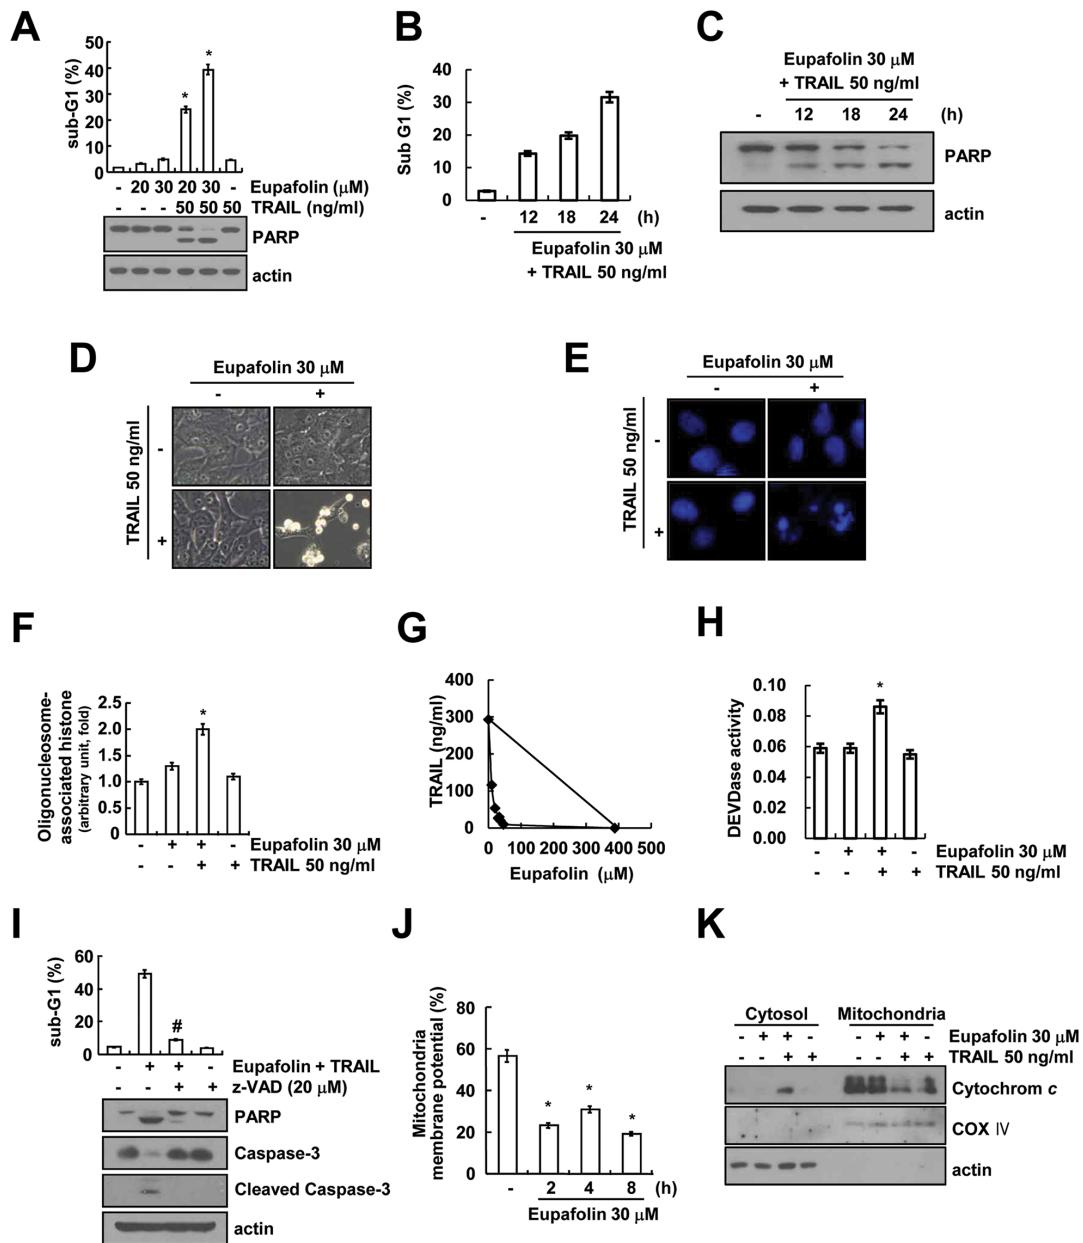 A
sub-G1 (%)
50
40
30
20
10
0
* *
- 20 30 20 30 - Eupafolin (μM)
- - - 50 50 50 TRAIL (ng/ml)
PARP
actin
B
Sub G1 (%)
40
30
20
10
0
- 12 18 24 (h)
Eupafolin 30 μM
+ TRAIL 50 ng/ml
C
Eupafolin 30 μM
+ TRAIL 50 ng/ml
- 12 18 24 (h)
PARP
actin
D
Eupafolin 30 μM
- +
TRAIL 50 ng/ml
-
+
E
Eupafolin 30 μM
- +
TRAIL 50 ng/ml
-
+
F
Oligonucleosome-
associated histone
(arbitrary unit, fold)
2.5
2.0
1.5
1.0
0.5
0
*
- + + - Eupafolin 30 μM
- - + + TRAIL 50 ng/ml
G
TRAIL (ng/ml)
400
300
200
100
0
0 100 200 300 400 500
Eupafolin (μM)
H
DEVDase activity
0.10
0.08
0.06
0.04
0.02
0.00
*
- + + - Eupafolin 30 μM
- - + + TRAIL 50 ng/ml
I
sub-G1 (%)
60
40
20
0
#
- + + - Eupafolin + TRAIL
- - + + z-VAD (20 μM)
PARP
Caspase-3
Cleaved Caspase-3
actin
J
Mitochondria
membrane potential (%)
80
60
40
20
0
* * *
- 2 4 8 (h)
Eupafolin 30 μM
K
Cytosol Mitochondria
- + + - - + + - Eupafolin 30 μM
- - + + - - + + TRAIL 50 ng/ml
Cytochrom c
COX IV
actin